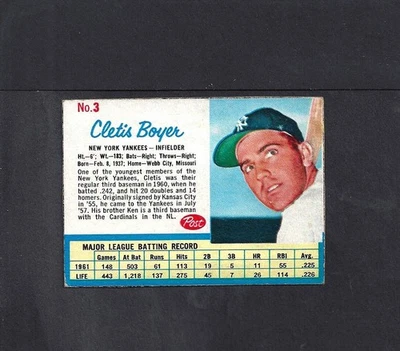 No.3
Cletis Boyer
NEW YORK YANKEES — INFIELDER
Ht.—6'; Wt.—183; Bats—Right; Throws—Right;
Born—Feb. 8, 1937; Home—Webb City, Missouri
One of the youngest members of the
New York Yankees, Cletis was their
regular third baseman in 1960, when he
batted .242, and hit 20 doubles and 14
homers. Originally signed by Kansas City
in '55, he came to the Yankees in July
'57. His brother Ken is a third baseman
with the Cardinals in the NL.
Post
NY
MAJOR LEAGUE BATTING RECORD
Games At Bat Runs Hits 2B 3B HR RBI Avg.
1961 148 503 61 113 19 5 11 55 .225
LIFE 443 1,218 137 275 45 7 26 114 .226